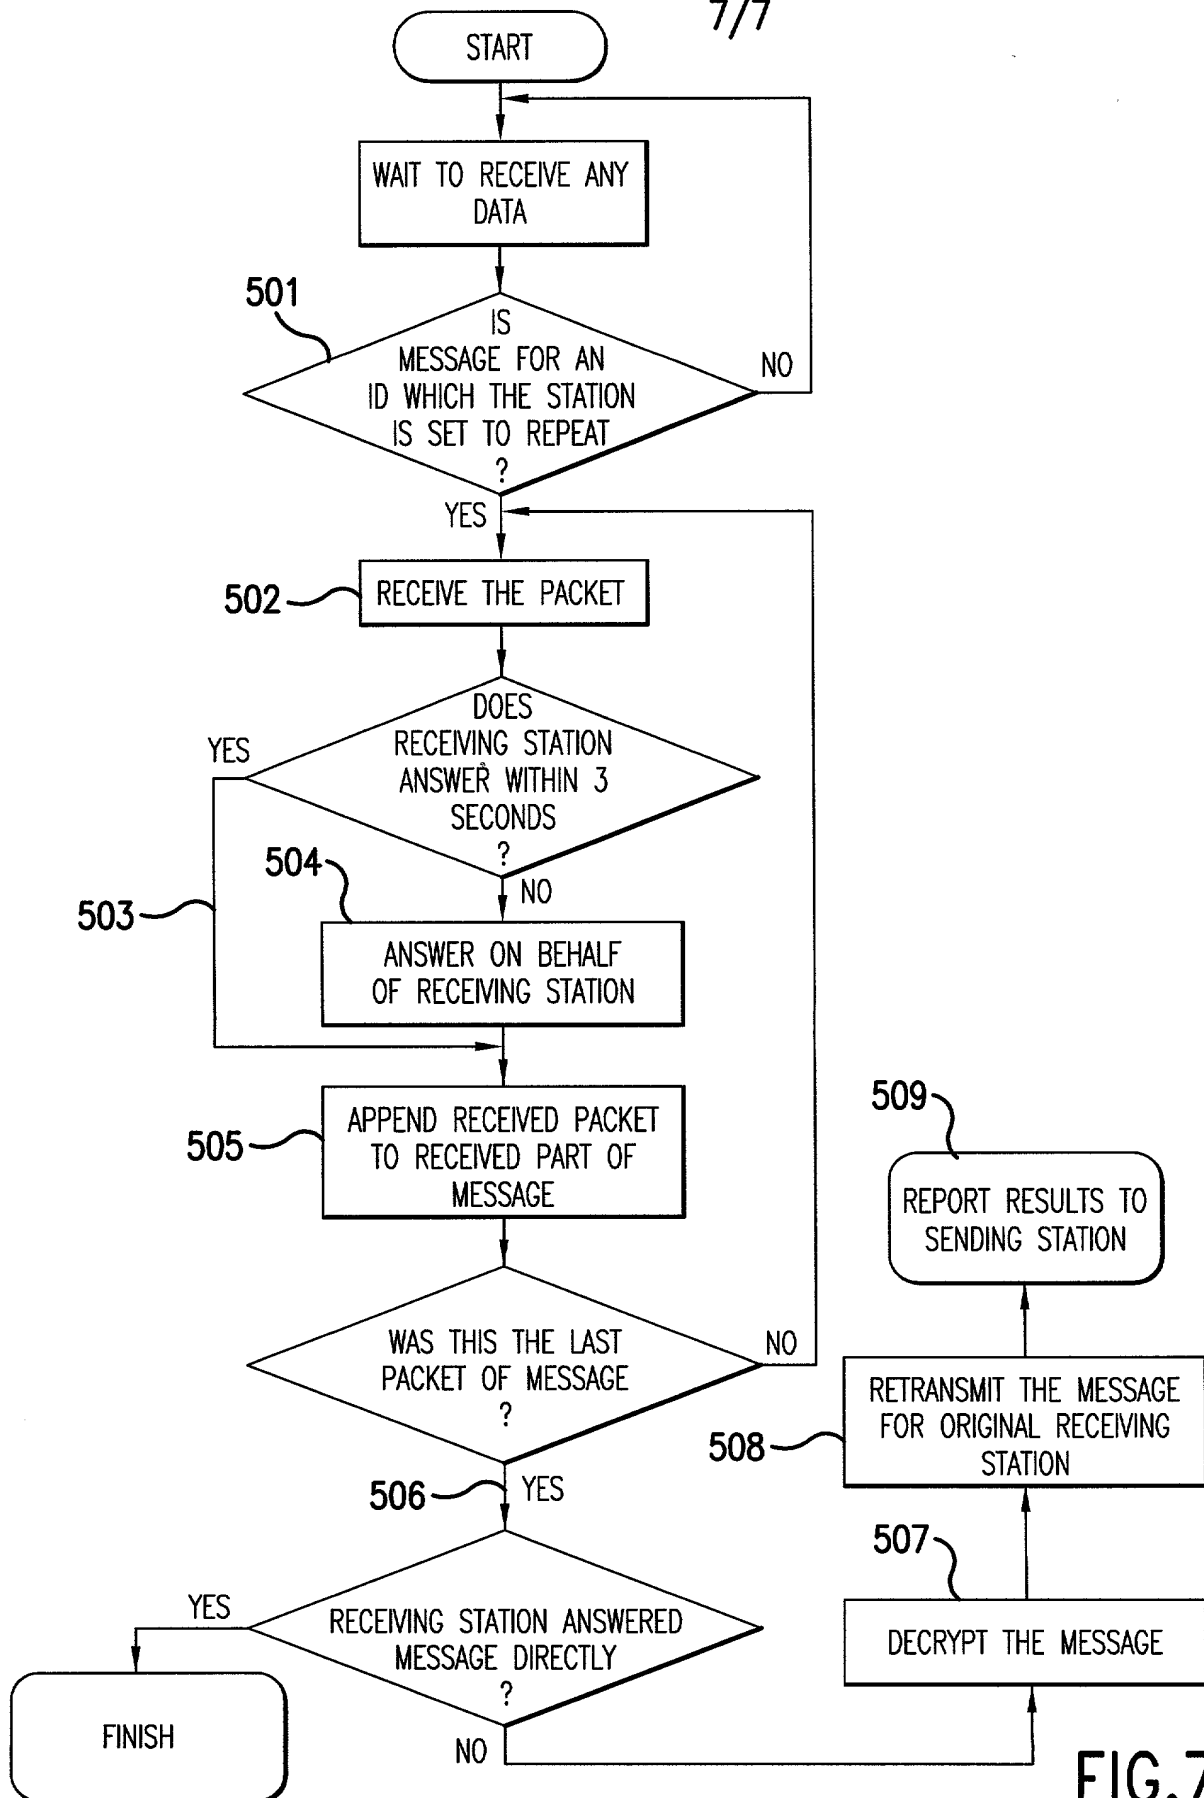 7/7
START
WAIT TO RECEIVE ANY
DATA
501
IS
MESSAGE FOR AN
ID WHICH THE STATION
IS SET TO REPEAT
?
NO
YES
502
RECEIVE THE PACKET
DOES
RECEIVING STATION
ANSWER WITHIN 3
SECONDS
?
YES
503
504
NO
ANSWER ON BEHALF
OF RECEIVING STATION
505
APPEND RECEIVED PACKET
TO RECEIVED PART OF
MESSAGE
WAS THIS THE LAST
PACKET OF MESSAGE
?
NO
506
YES
RECEIVING STATION ANSWERED
MESSAGE DIRECTLY
?
YES
FINISH
NO
507
DECRYPT THE MESSAGE
508
RETRANSMIT THE MESSAGE
FOR ORIGINAL RECEIVING
STATION
509
REPORT RESULTS TO
SENDING STATION
FIG.7